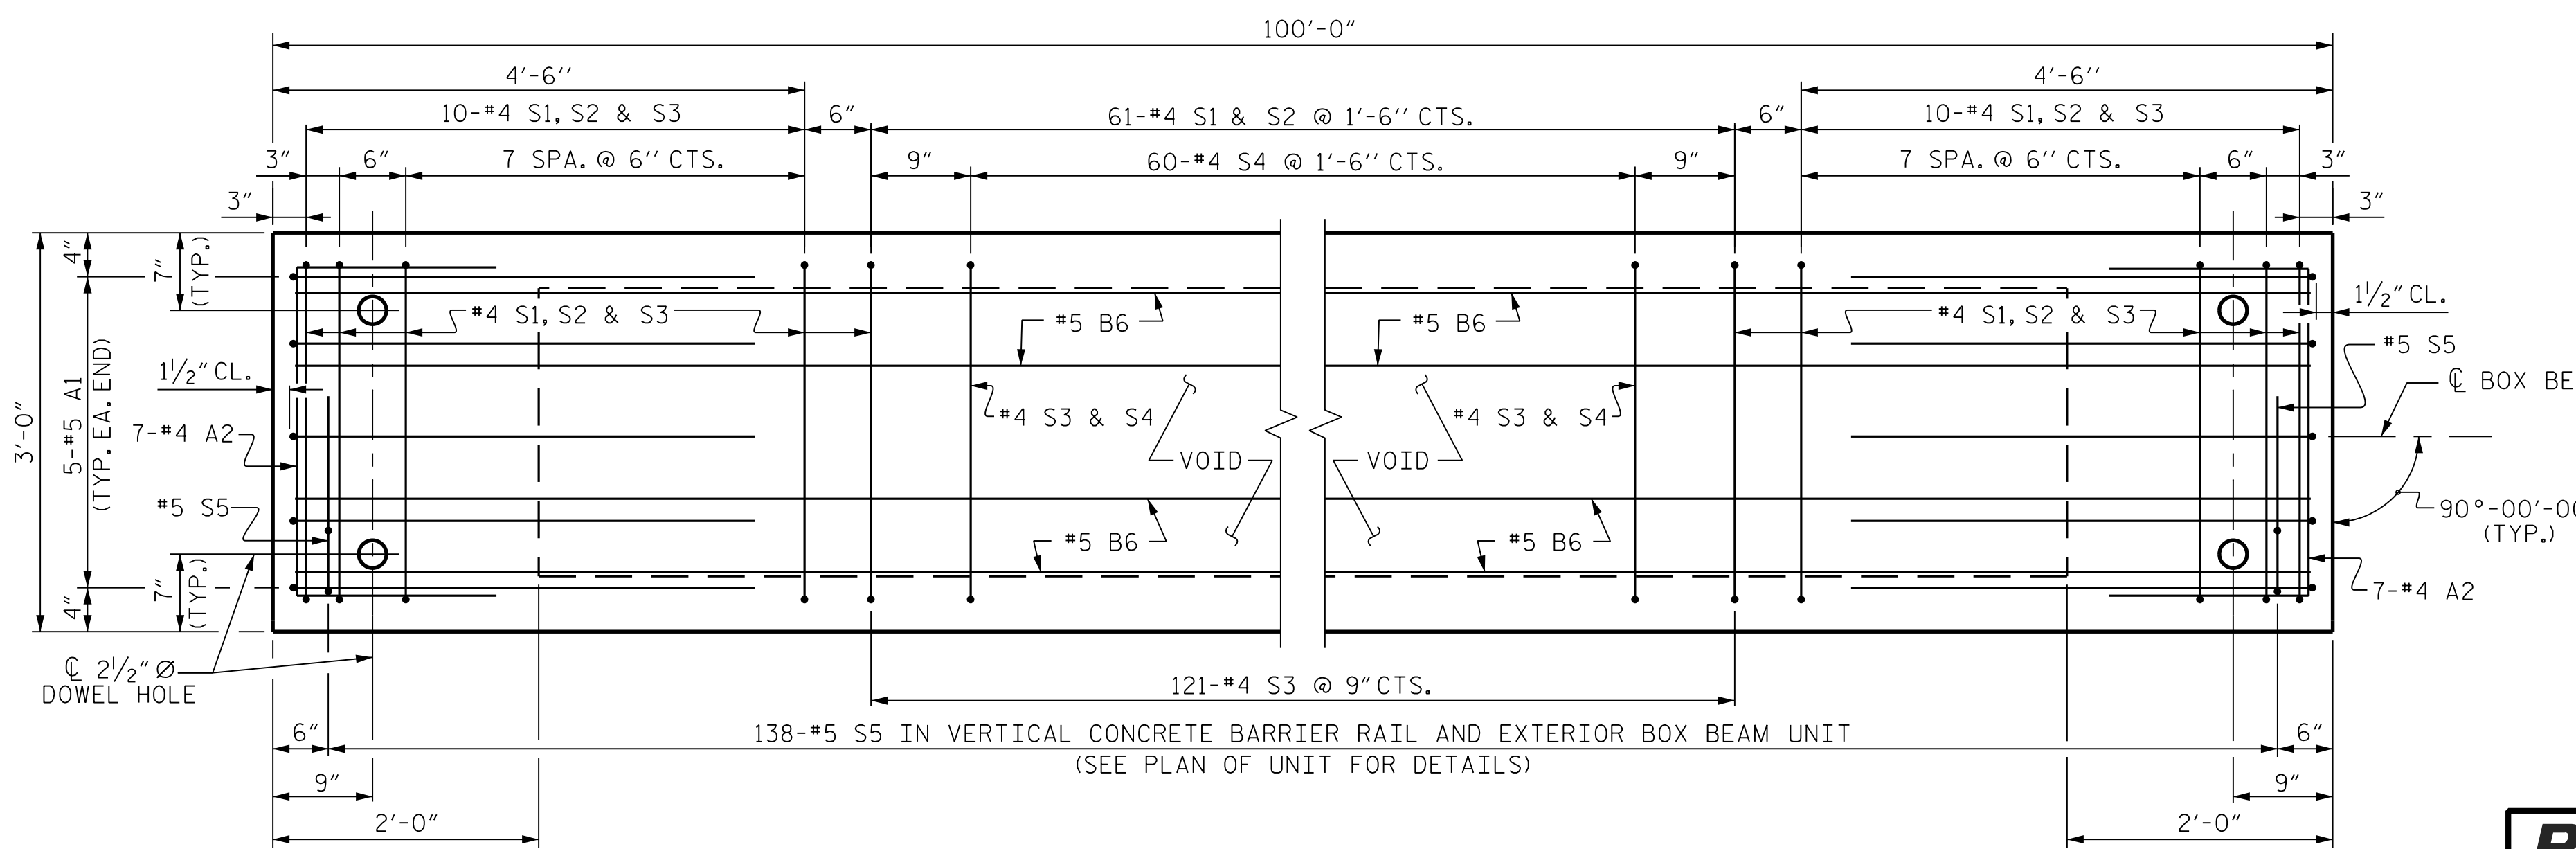 100'-0"
4'-6'' 4'-6''
10-#4 S1, S2 & S3 6" 61-#4 S1 & S2 @ 1'-6'' CTS. 6" 10-#4 S1, S2 & S3
3" 6" 7 SPA. @ 6'' CTS. 9" 60-#4 S4 @ 1'-6'' CTS. 9" 7 SPA. @ 6'' CTS. 6" 3"
3" 3"
4"
7"
(TYP.)
#4 S1, S2 & S3 #5 B6 #5 B6 #4 S1, S2 & S3 1½" CL.
#5 S5
1½" CL.
℄ BOX BE
3'-0"
5-#5 A1
(TYP. EA. END)
#4 S3 & S4 #4 S3 & S4
7-#4 A2
VOID VOID
#5 S5 90°-00'-0
(TYP.)
#5 B6 #5 B6
7"
(TYP.)
4"
7-#4 A2
℄ 2½" Ø
DOWEL HOLE
121-#4 S3 @ 9" CTS.
6" 138-#5 S5 IN VERTICAL CONCRETE BARRIER RAIL AND EXTERIOR BOX BEAM UNIT 6"
(SEE PLAN OF UNIT FOR DETAILS)
9" 9"
2'-0" 2'-0"